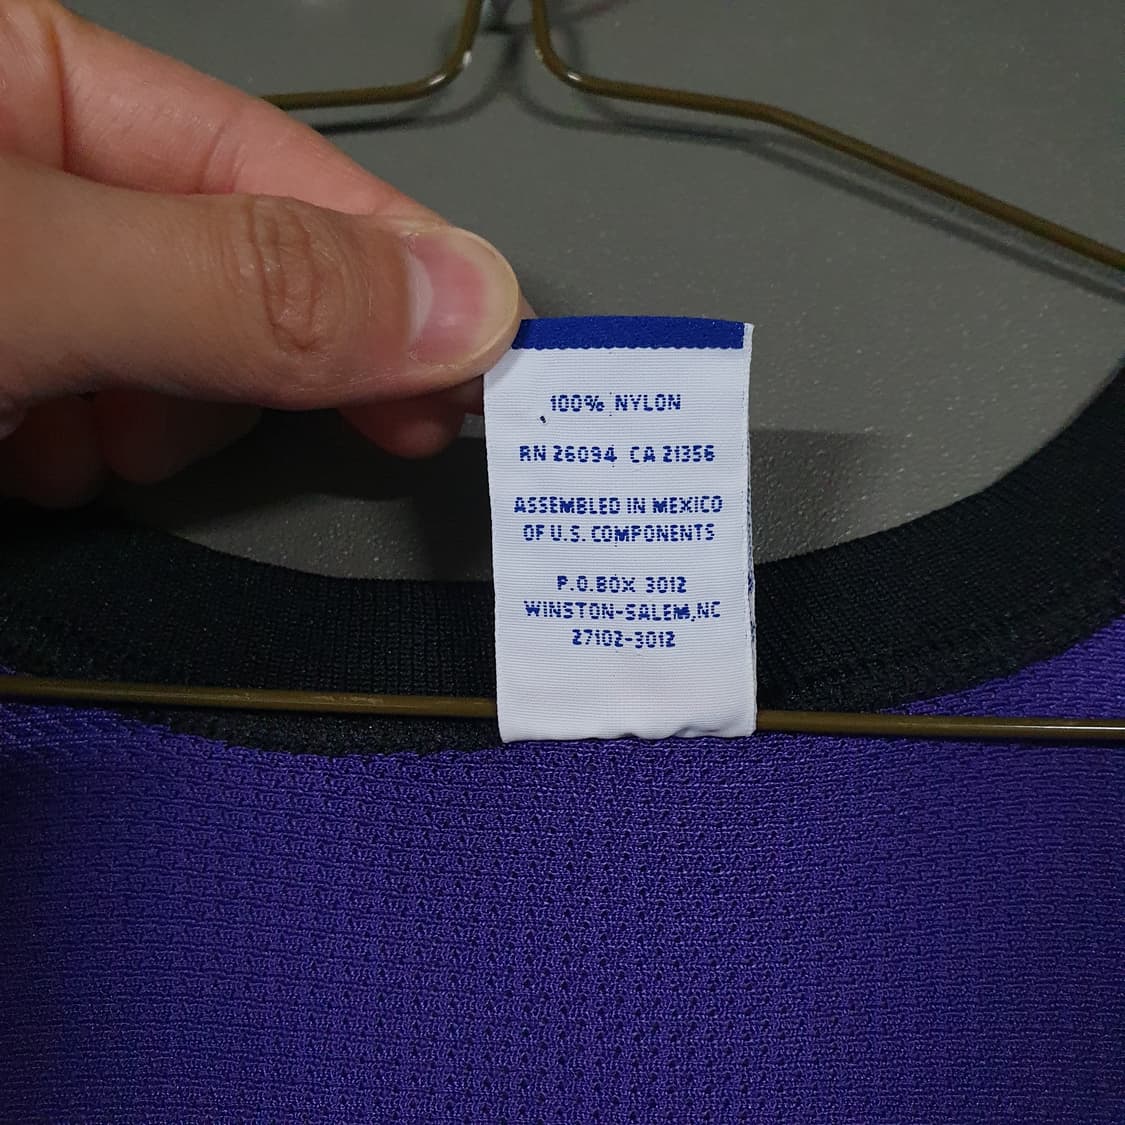 100% NYLON
RN 26094 CA 21356
ASSEMBLED IN MEXICO
OF U.S. COMPONENTS
P.O.BOX 3012
WINSTON-SALEM,NC
27102-3012